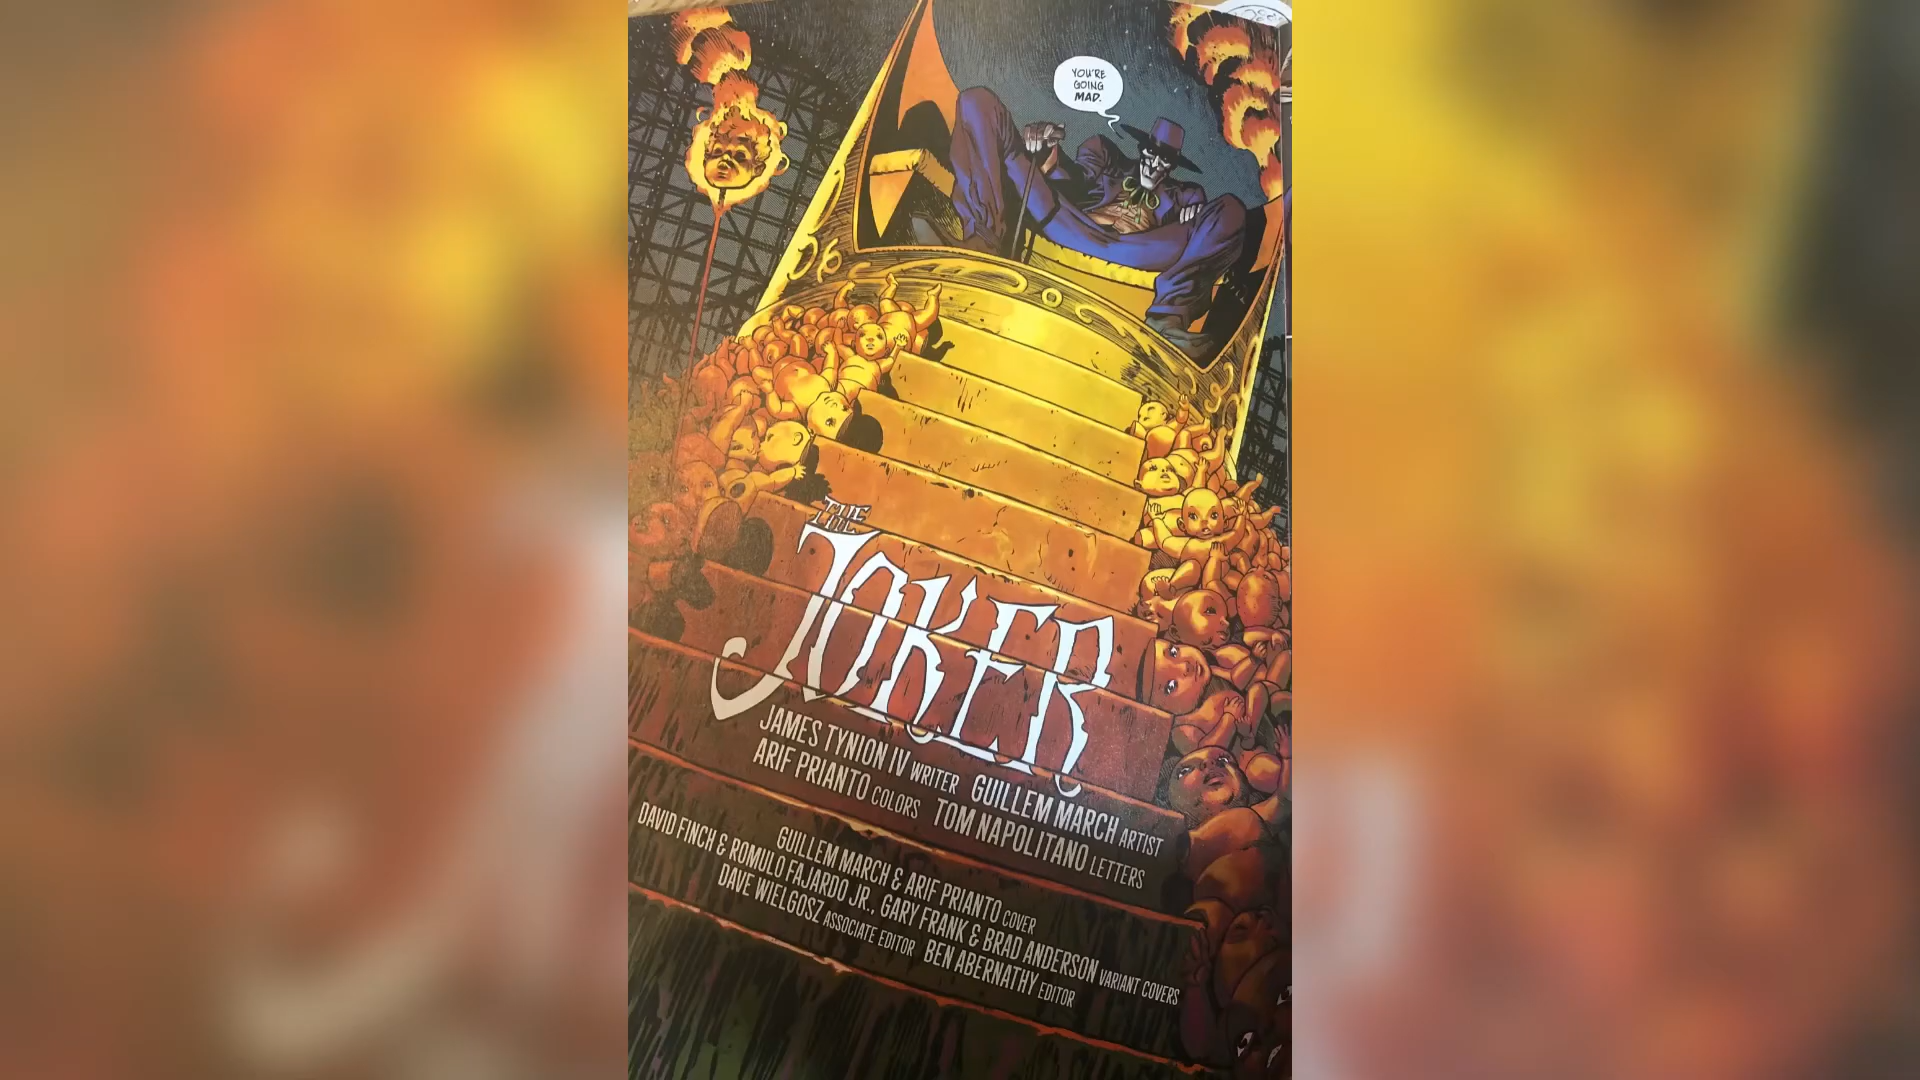 YOU'RE
GOING
MAD.
THE
JOKER
JAMES TYNION IV WRITER GUILLEM MARCH ARTIST
ARIF PRIANTO COLORS TOM NAPOLITANO LETTERS
GUILLEM MARCH & ARIF PRIANTO COVER
DAVID FINCH & ROMULO FAJARDO JR., GARY FRANK & BRAD ANDERSON VARIANT COVERS
DAVE WIELGOSZ ASSOCIATE EDITOR BEN ABERNATHY EDITOR